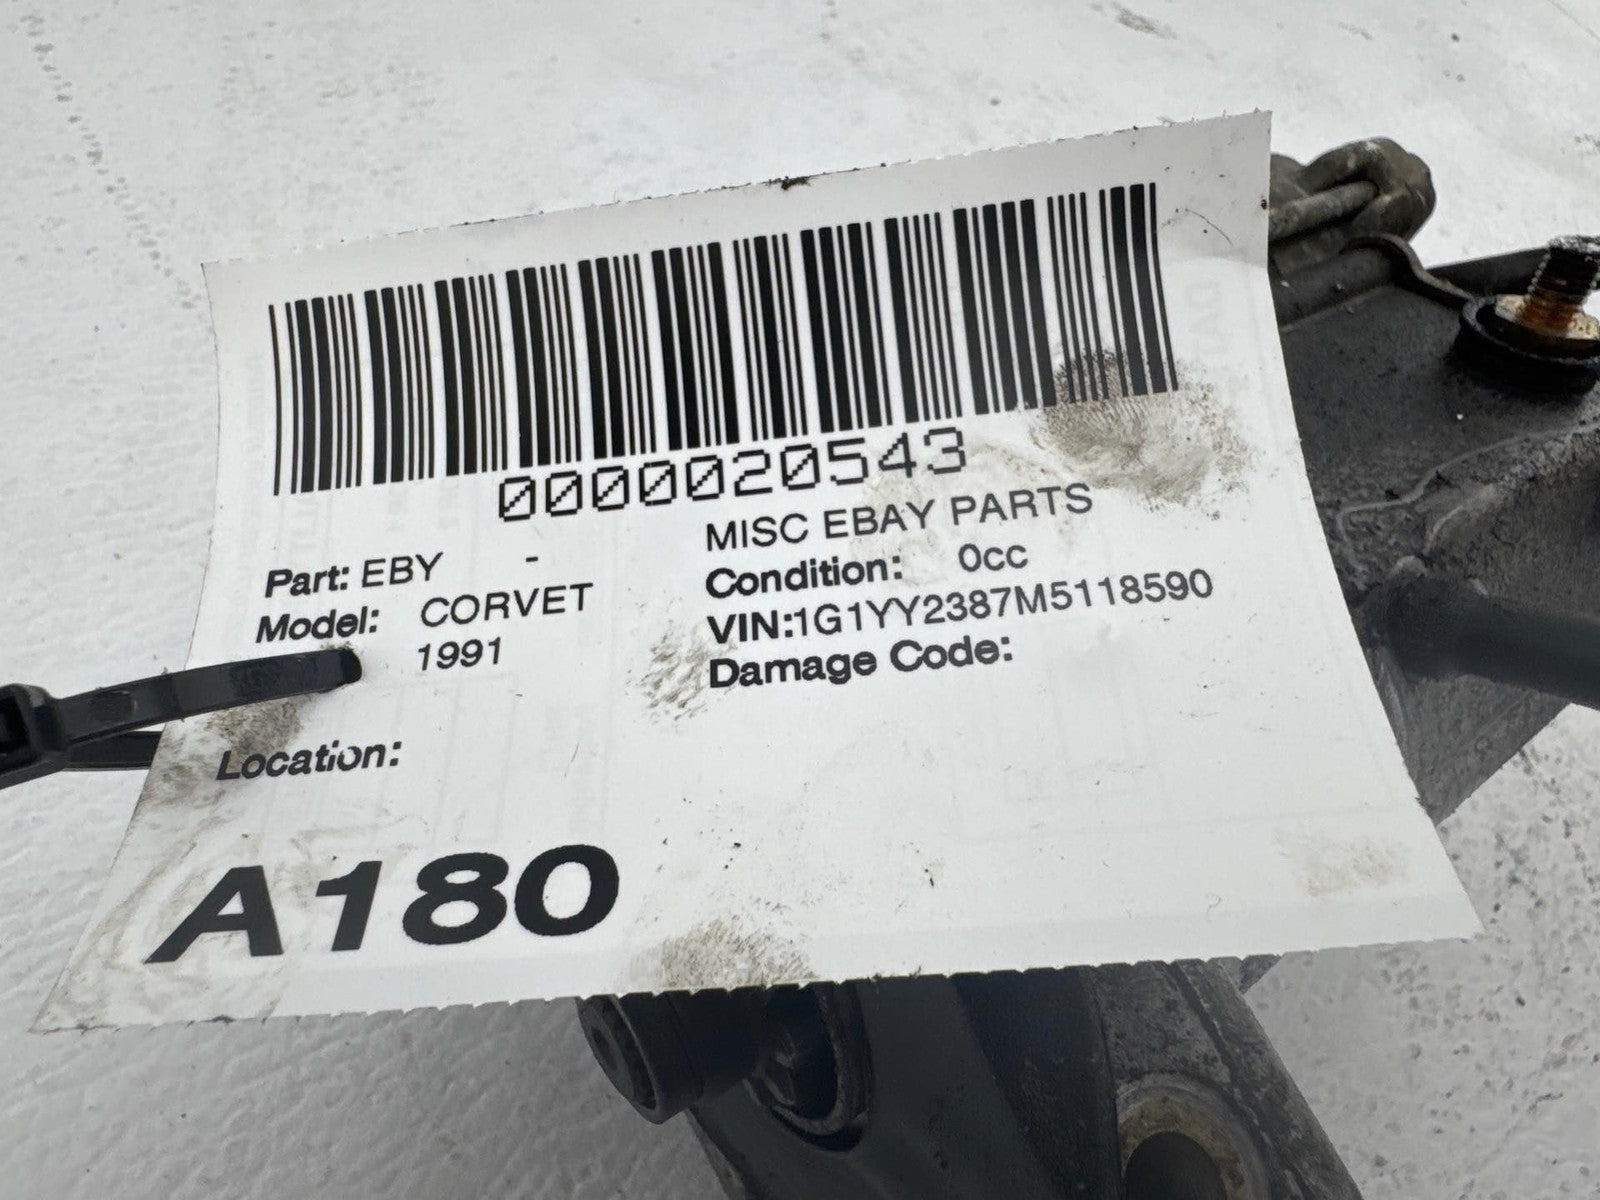 0000020543
Part: EBY - MISC EBAY PARTS
Model: CORVET Condition: 0cc
1991 VIN:1G1YY2387M5118590
Damage Code:
Location:
A180